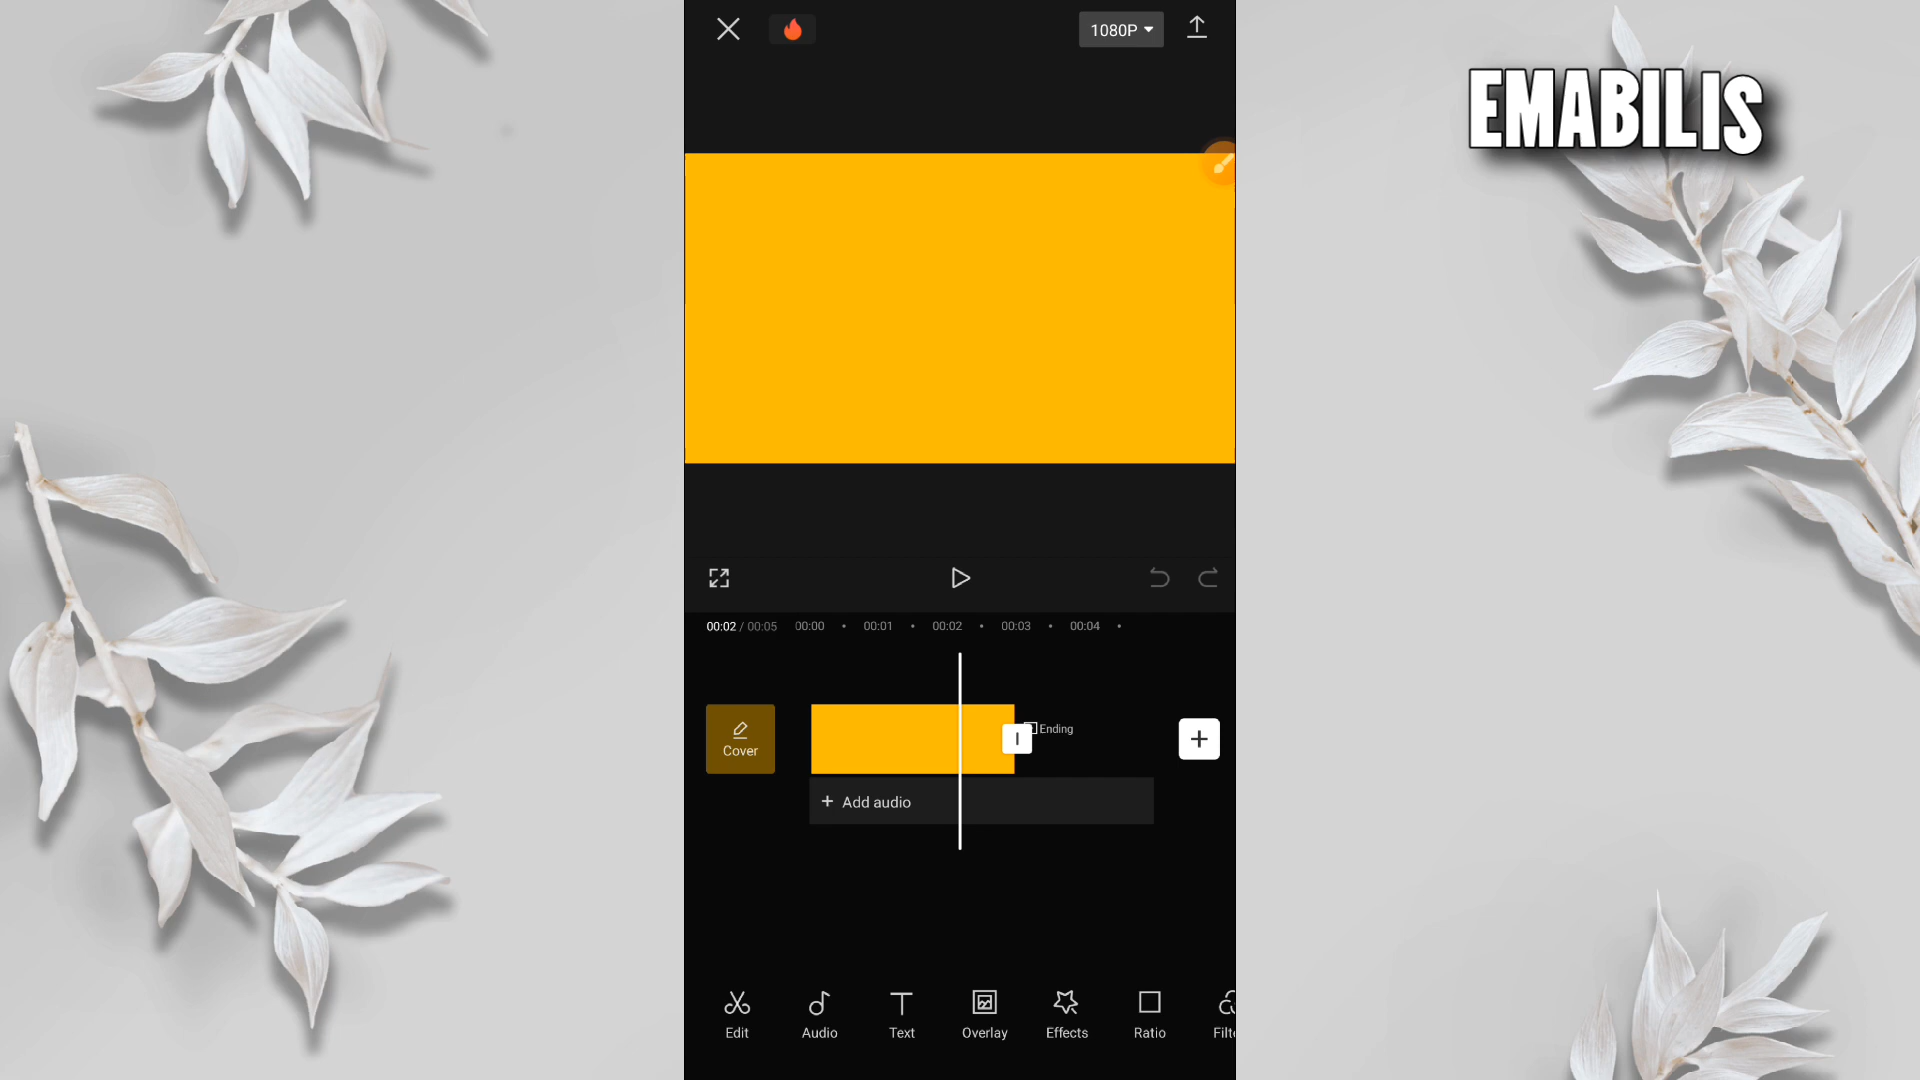 1080P
EMABILIS
00:02 / 00:05 00:00 00:01 00:02 00:03 00:04
Cover
Ending
+ Add audio
Edit Audio Text Overlay Effects Ratio Filt